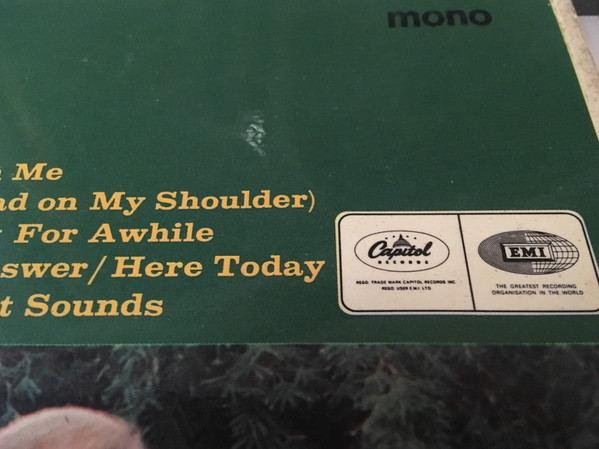 mono
Me
ad on My Shoulder)
For Awhile
swer/Here Today
t Sounds
Capitol
RECORDS
REGD. TRADE MARK CAPITOL RECORDS INC.
REGD. USER E.M.I. LTD
EMI
THE GREATEST RECORDING
ORGANISATION IN THE WORLD